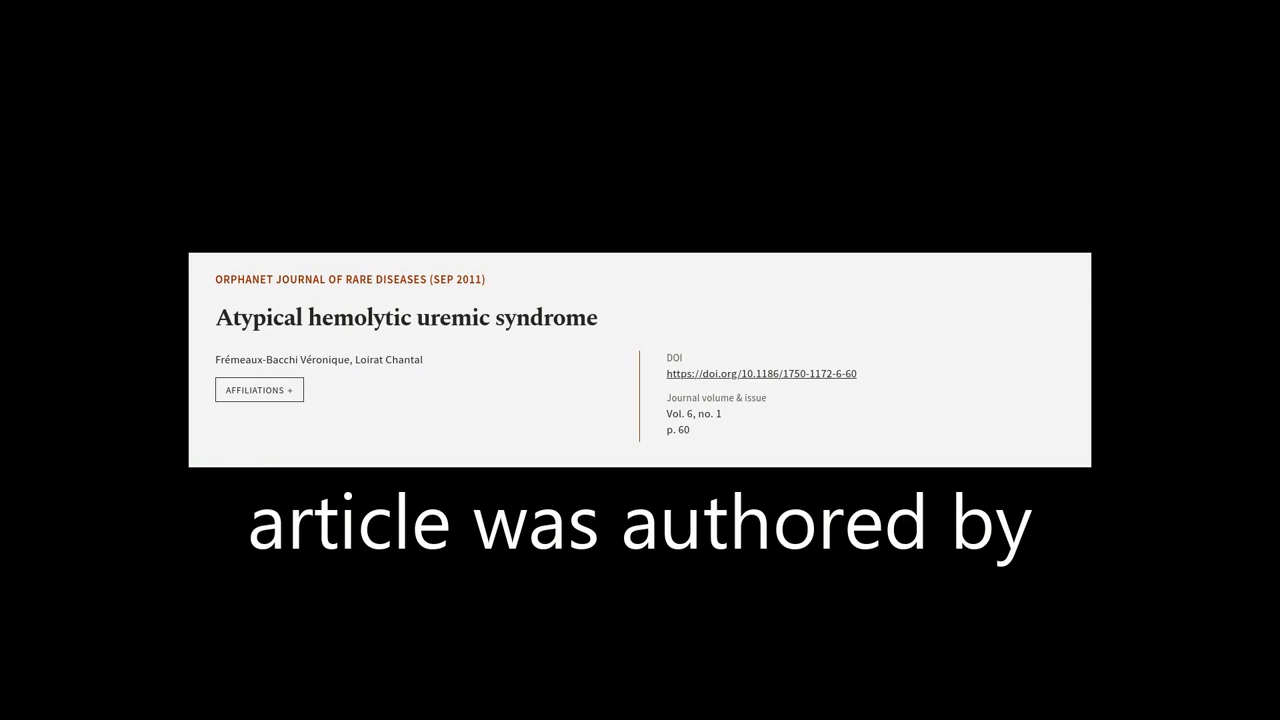 ORPHANET JOURNAL OF RARE DISEASES (SEP 2011)
Atypical hemolytic uremic syndrome
Frémeaux-Bacchi Véronique, Loirat Chantal
AFFILIATIONS +
DOI
https://doi.org/10.1186/1750-1172-6-60
Journal volume & issue
Vol. 6, no. 1
p. 60
article was authored by